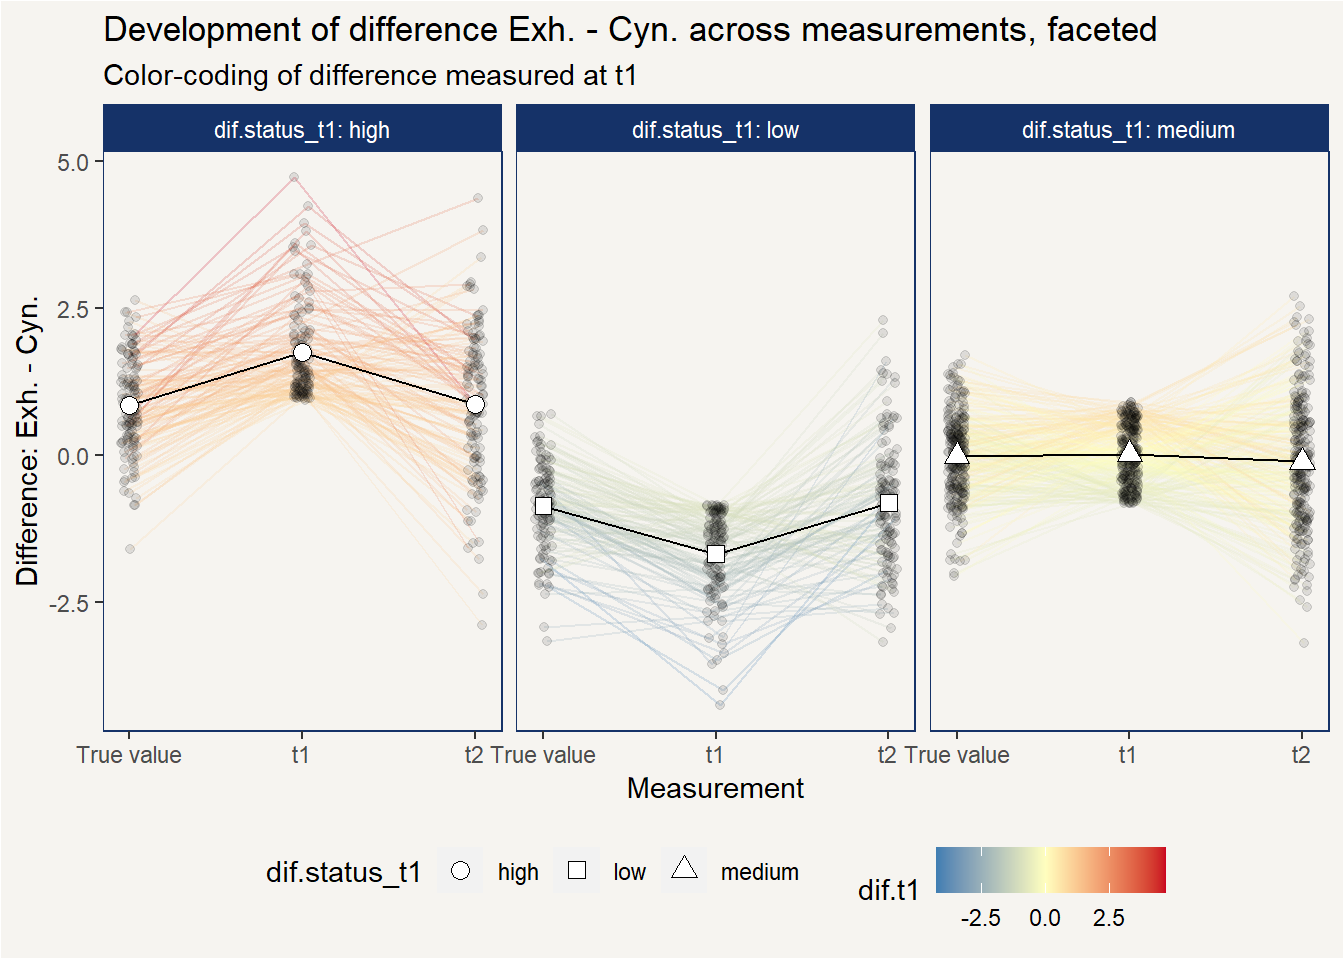 Development of difference Exh. - Cyn. across measurements, faceted
Color-coding of difference measured at t1
dif.status_t1: high
dif.status_t1: low
dif.status_t1: medium
Difference: Exh. - Cyn.
5.0
2.5
0.0
-2.5
True value t1 t2 True value t1 t2 True value t1 t2
Measurement
dif.status_t1 high low medium
dif.t1
-2.5 0.0 2.5